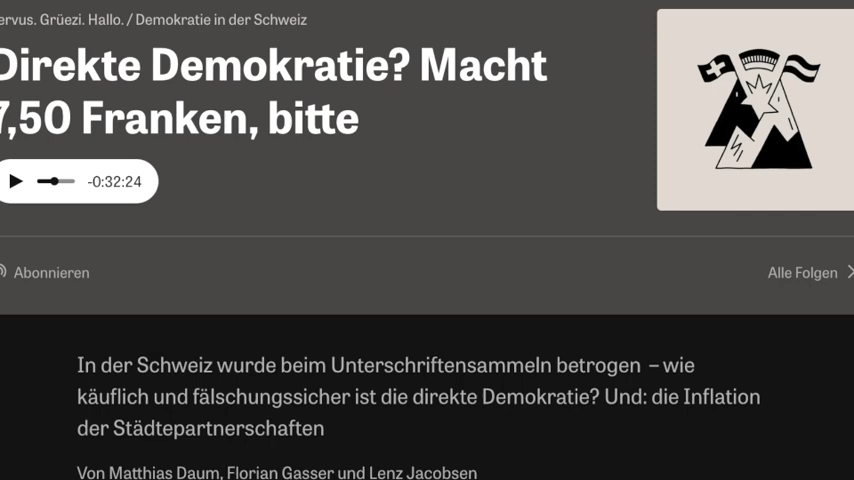 ervus. Grüezi. Hallo. / Demokratie in der Schweiz
Direkte Demokratie? Macht
7,50 Franken, bitte
-0:32:24
Abonnieren
Alle Folgen
In der Schweiz wurde beim Unterschriftensammeln betrogen – wie
käuflich und fälschungssicher ist die direkte Demokratie? Und: die Inflation
der Städtepartnerschaften
Von Matthias Daum, Florian Gasser und Lenz Jacobsen